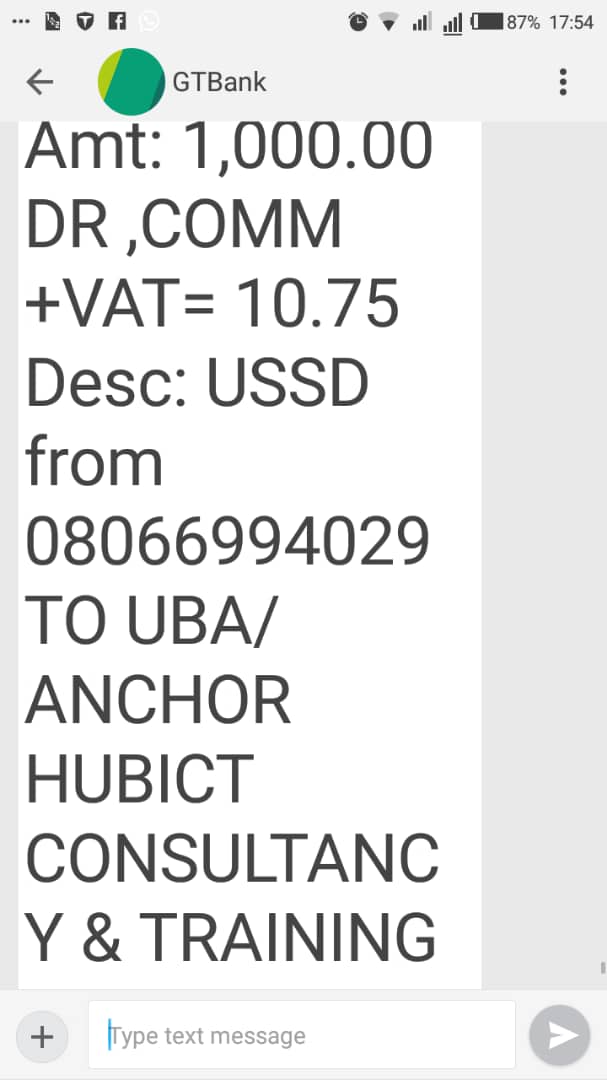 87% 17:54
GTBank
Amt: 1,000.00
DR ,COMM
+VAT= 10.75
Desc: USSD
from
08066994029
TO UBA/
ANCHOR
HUBICT
CONSULTANC
Y & TRAINING
Type text message